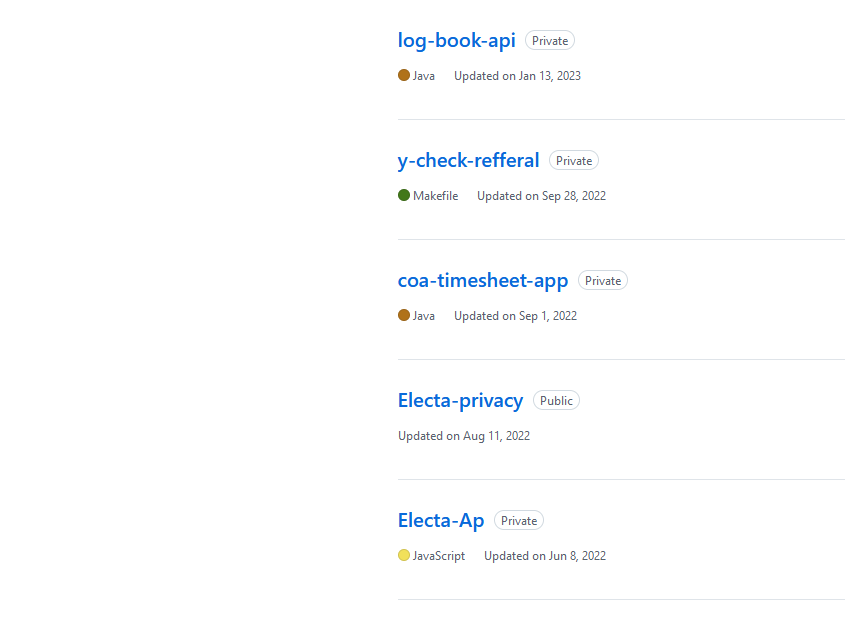 log-book-api Private
Java Updated on Jan 13, 2023
y-check-refferal Private
Makefile Updated on Sep 28, 2022
coa-timesheet-app Private
Java Updated on Sep 1, 2022
Electa-privacy Public
Updated on Aug 11, 2022
Electa-Ap Private
JavaScript Updated on Jun 8, 2022